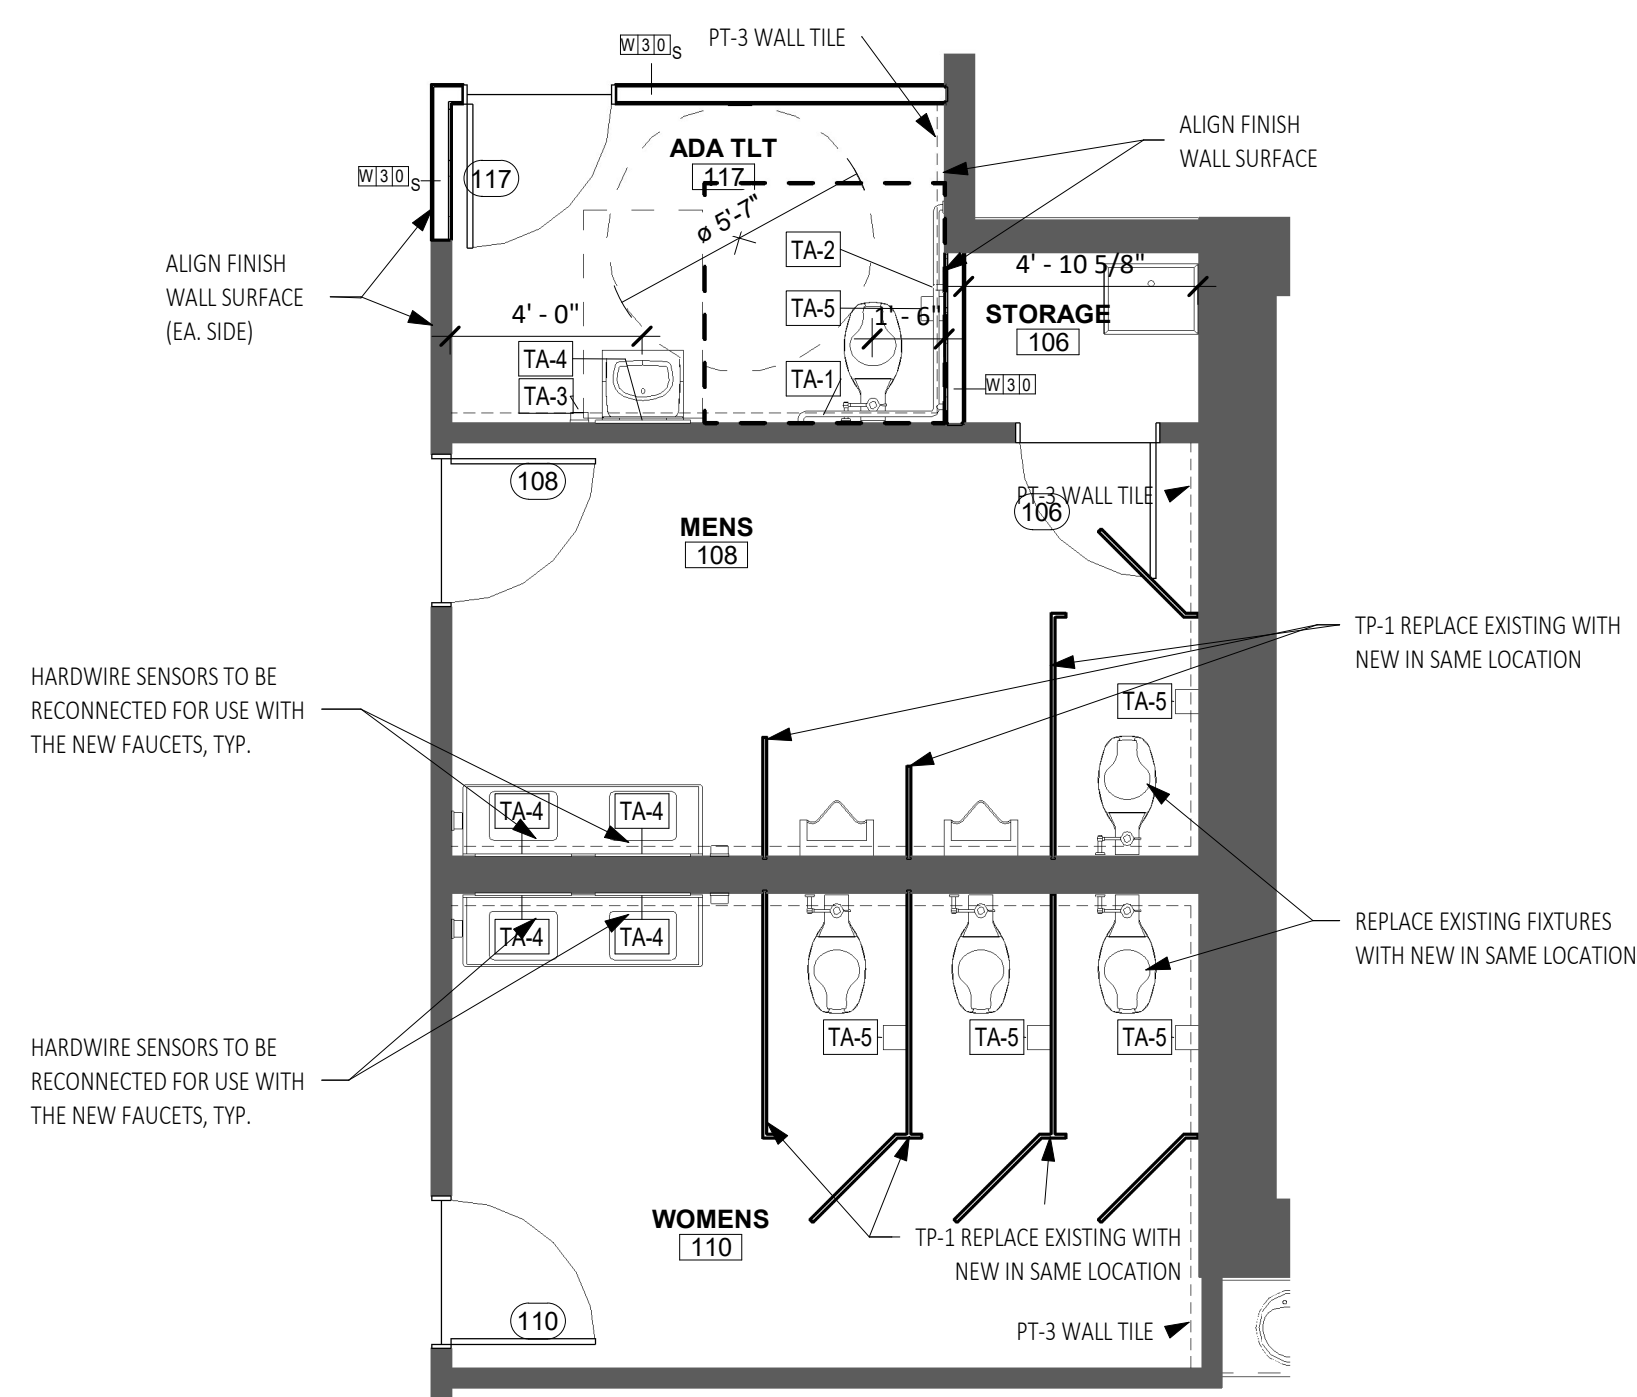 W30S
PT-3 WALL TILE
ALIGN FINISH
WALL SURFACE
ADA TLT
117
W30S
117
ø 5'-7"
TA-2
4' - 10 5/8"
ALIGN FINISH
WALL SURFACE
(EA. SIDE)
4' - 0"
TA-5
1' - 6"
STORAGE
106
TA-4
TA-3
TA-1
W30
108
PT-3 WALL TILE
106
MENS
108
TP-1 REPLACE EXISTING WITH
NEW IN SAME LOCATION
HARDWIRE SENSORS TO BE
RECONNECTED FOR USE WITH
THE NEW FAUCETS, TYP.
TA-5
TA-4
TA-4
TA-4
TA-4
REPLACE EXISTING FIXTURES
WITH NEW IN SAME LOCATION
TA-5
TA-5
TA-5
HARDWIRE SENSORS TO BE
RECONNECTED FOR USE WITH
THE NEW FAUCETS, TYP.
WOMENS
110
TP-1 REPLACE EXISTING WITH
NEW IN SAME LOCATION
110
PT-3 WALL TILE